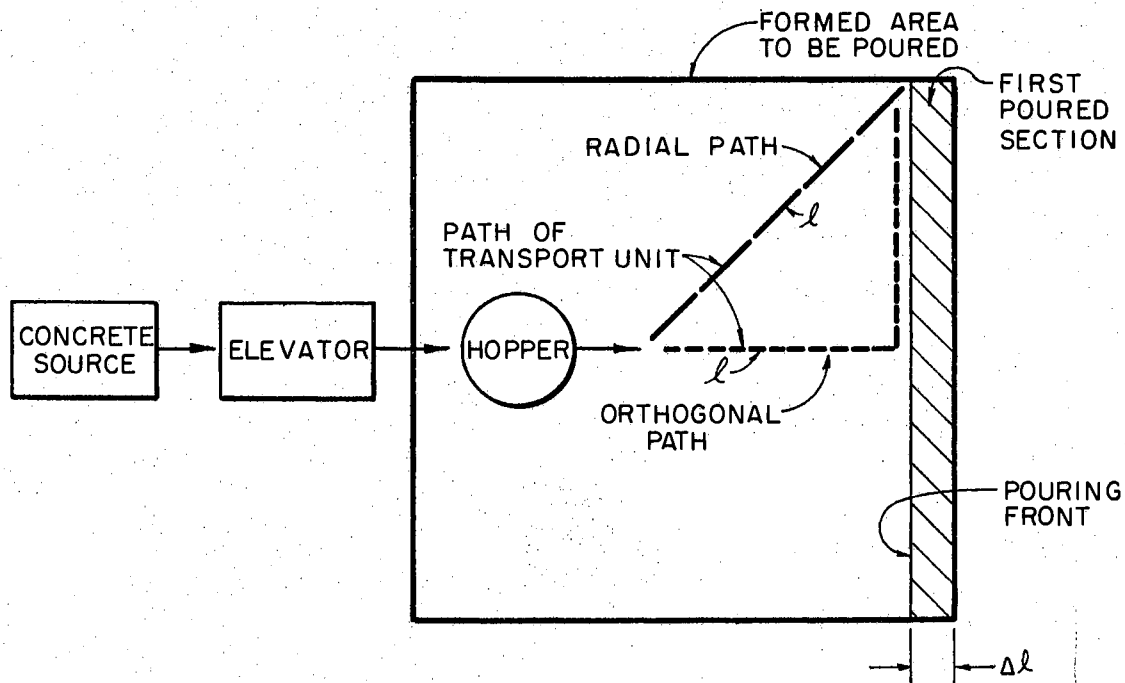 FORMED AREA
TO BE POURED
FIRST
POURED
SECTION
RADIAL PATH
ℓ
PATH OF
TRANSPORT UNIT
CONCRETE
SOURCE
ELEVATOR
HOPPER
ℓ
ORTHOGONAL
PATH
POURING
FRONT
Δℓ